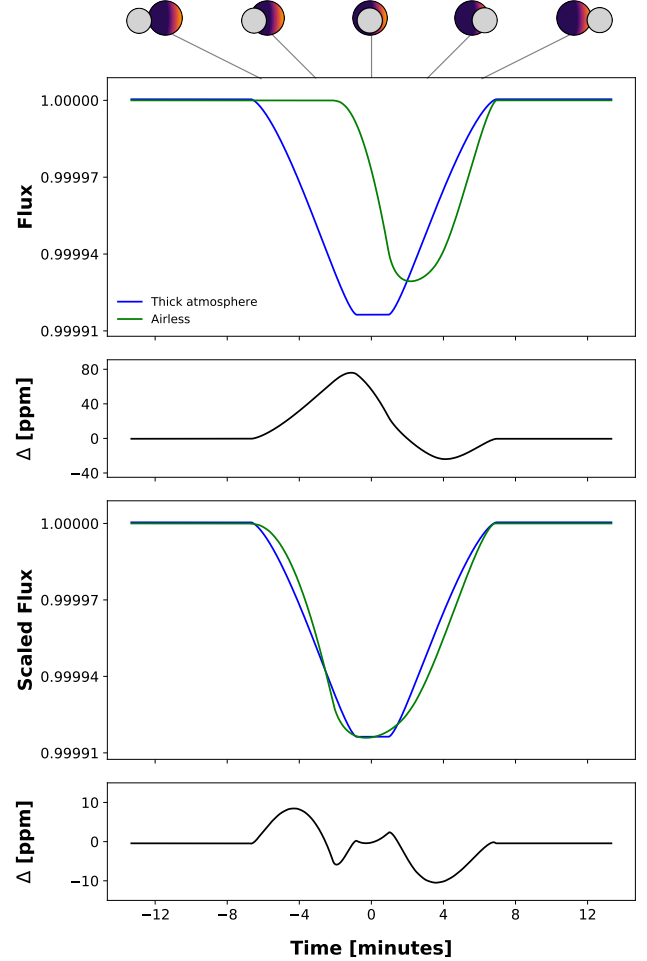 1.00000
0.99997
0.99994
0.99991
Flux
Thick atmosphere
Airless
80
40
0
−40
Δ [ppm]
1.00000
0.99997
0.99994
0.99991
Scaled Flux
10
0
−10
Δ [ppm]
−12 −8 −4 0 4 8 12
Time [minutes]